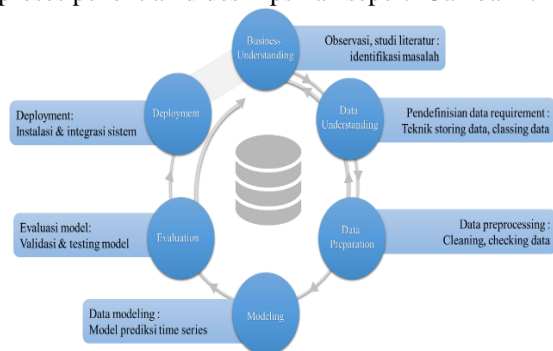 Business
Understanding
Observasi, studi literatur :
identifikasi masalah
Deployment:
Instalasi & integrasi sistem
Deployment
Data
Understanding
Pendefinisian data requirement :
Teknik storing data, classing data
Evaluasi model:
Validasi & testing model
Evaluation
Data
Preparation
Data preprocessing :
Cleaning, checking data
Data modeling :
Model prediksi time series
Modeling